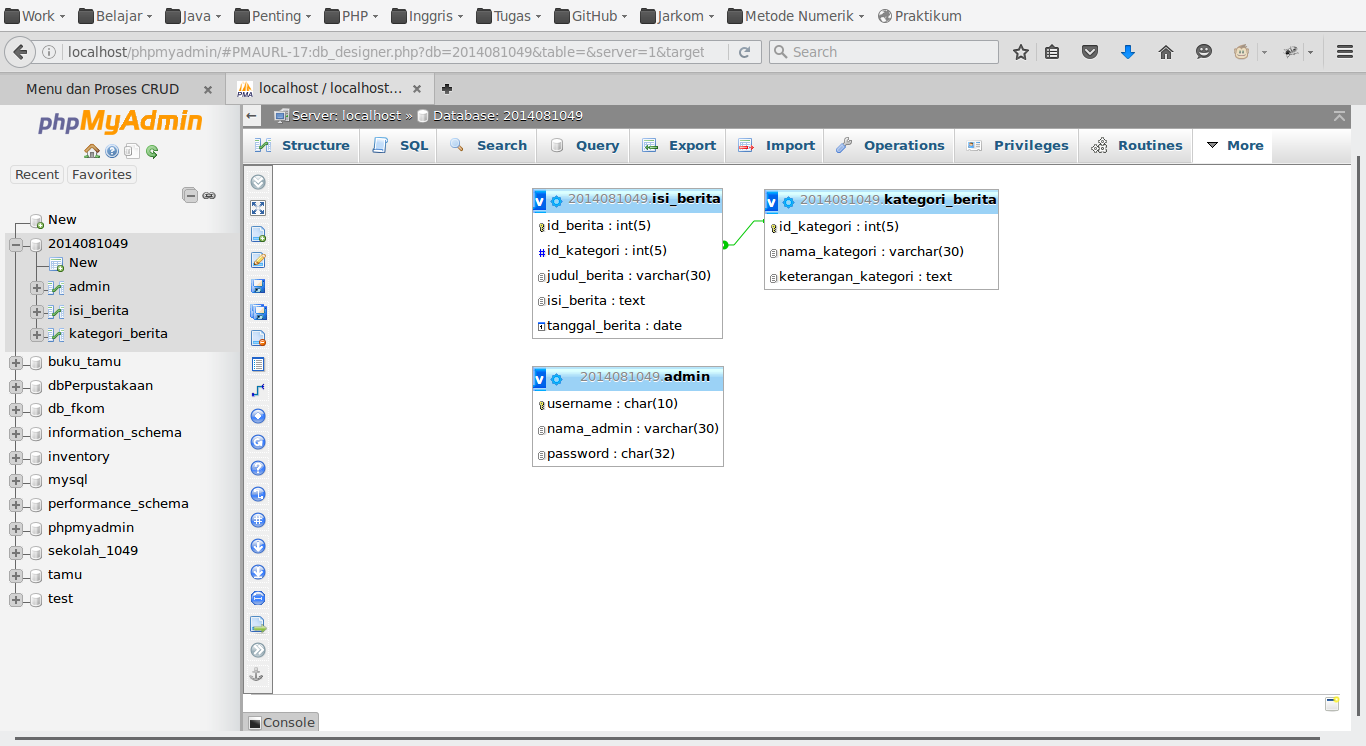 Work Belajar Java Penting PHP Inggris Tugas GitHub Jarkom Metode Numerik Praktikum
localhost/phpmyadmin/#PMAURL-17:db_designer.php?db=2014081049&table=&server=1&target Search
Menu dan Proses CRUD × PMA localhost / localhost... ×
phpMyAdmin
Recent Favorites
New
2014081049
New
admin
isi_berita
kategori_berita
buku_tamu
dbPerpustakaan
db_fkom
information_schema
inventory
mysql
performance_schema
phpmyadmin
sekolah_1049
tamu
test
Server: localhost » Database: 2014081049
Structure SQL Search Query Export Import Operations Privileges Routines More
v 2014081049.isi_berita
id_berita : int(5)
id_kategori : int(5)
judul_berita : varchar(30)
isi_berita : text
tanggal_berita : date
v 2014081049.kategori_berita
id_kategori : int(5)
nama_kategori : varchar(30)
keterangan_kategori : text
v 2014081049.admin
username : char(10)
nama_admin : varchar(30)
password : char(32)
Console